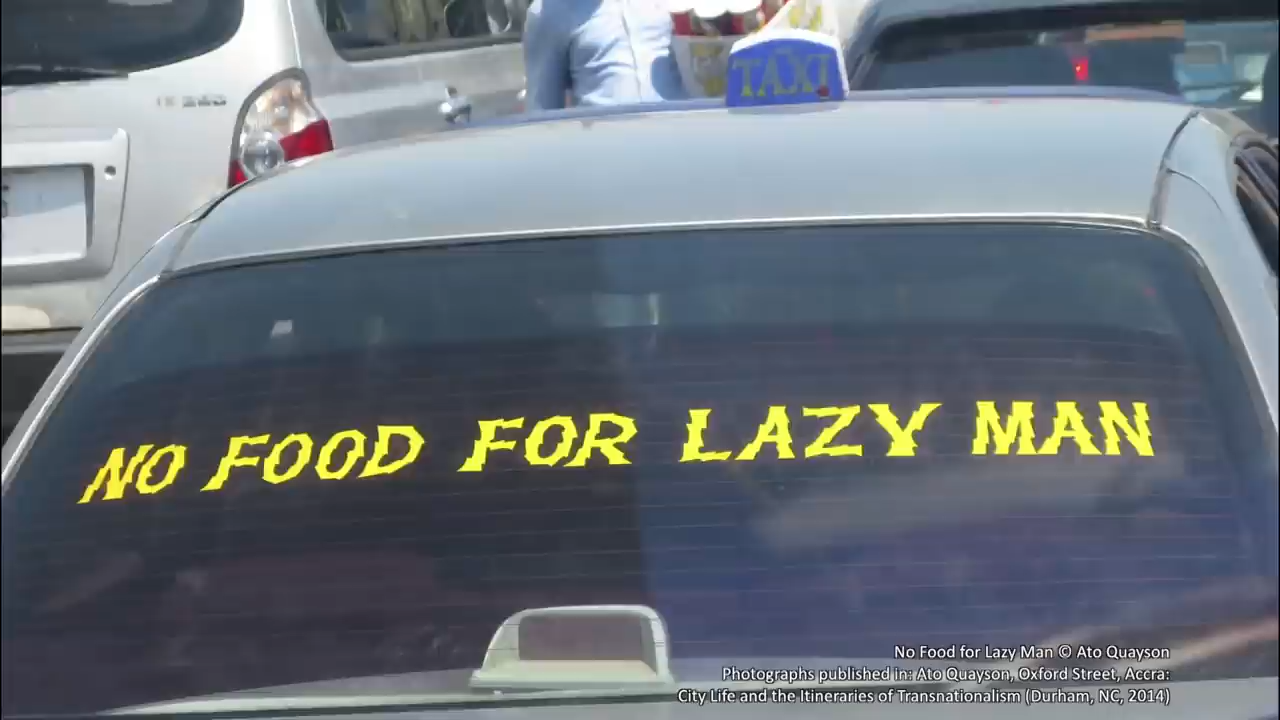 TAXI
NO FOOD FOR LAZY MAN
No Food for Lazy Man © Ato Quayson
Photographs published in: Ato Quayson, Oxford Street, Accra:
City Life and the Itineraries of Transnationalism (Durham, NC, 2014)